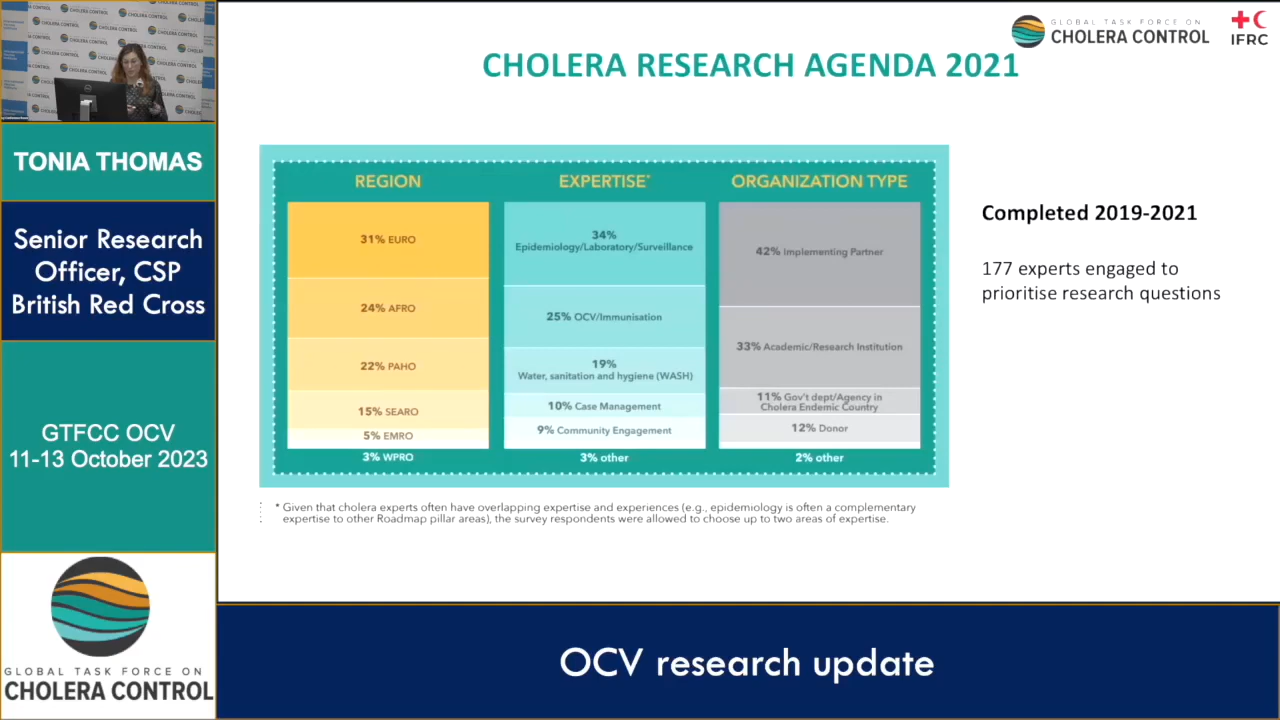 GLOBAL TASK FORCE ON
CHOLERA CONTROL
IFRC
CHOLERA RESEARCH AGENDA 2021
TONIA THOMAS
Senior Research
Officer, CSP
British Red Cross
GTFCC OCV
11-13 October 2023
GLOBAL TASK FORCE ON
CHOLERA CONTROL
REGION
31% EURO
24% AFRO
22% PAHO
15% SEARO
5% EMRO
3% WPRO
EXPERTISE*
34%
Epidemiology/Laboratory/Surveillance
25% OCV/Immunisation
19%
Water, sanitation and hygiene (WASH)
10% Case Management
9% Community Engagement
3% other
ORGANIZATION TYPE
42% Implementing Partner
33% Academic/Research Institution
11% Gov't dept/Agency in
Cholera Endemic Country
12% Donor
2% other
* Given that cholera experts often have overlapping expertise and experiences (e.g., epidemiology is often a complementary
expertise to other Roadmap pillar areas), the survey respondents were allowed to choose up to two areas of expertise.
Completed 2019-2021
177 experts engaged to
prioritise research questions
OCV research update